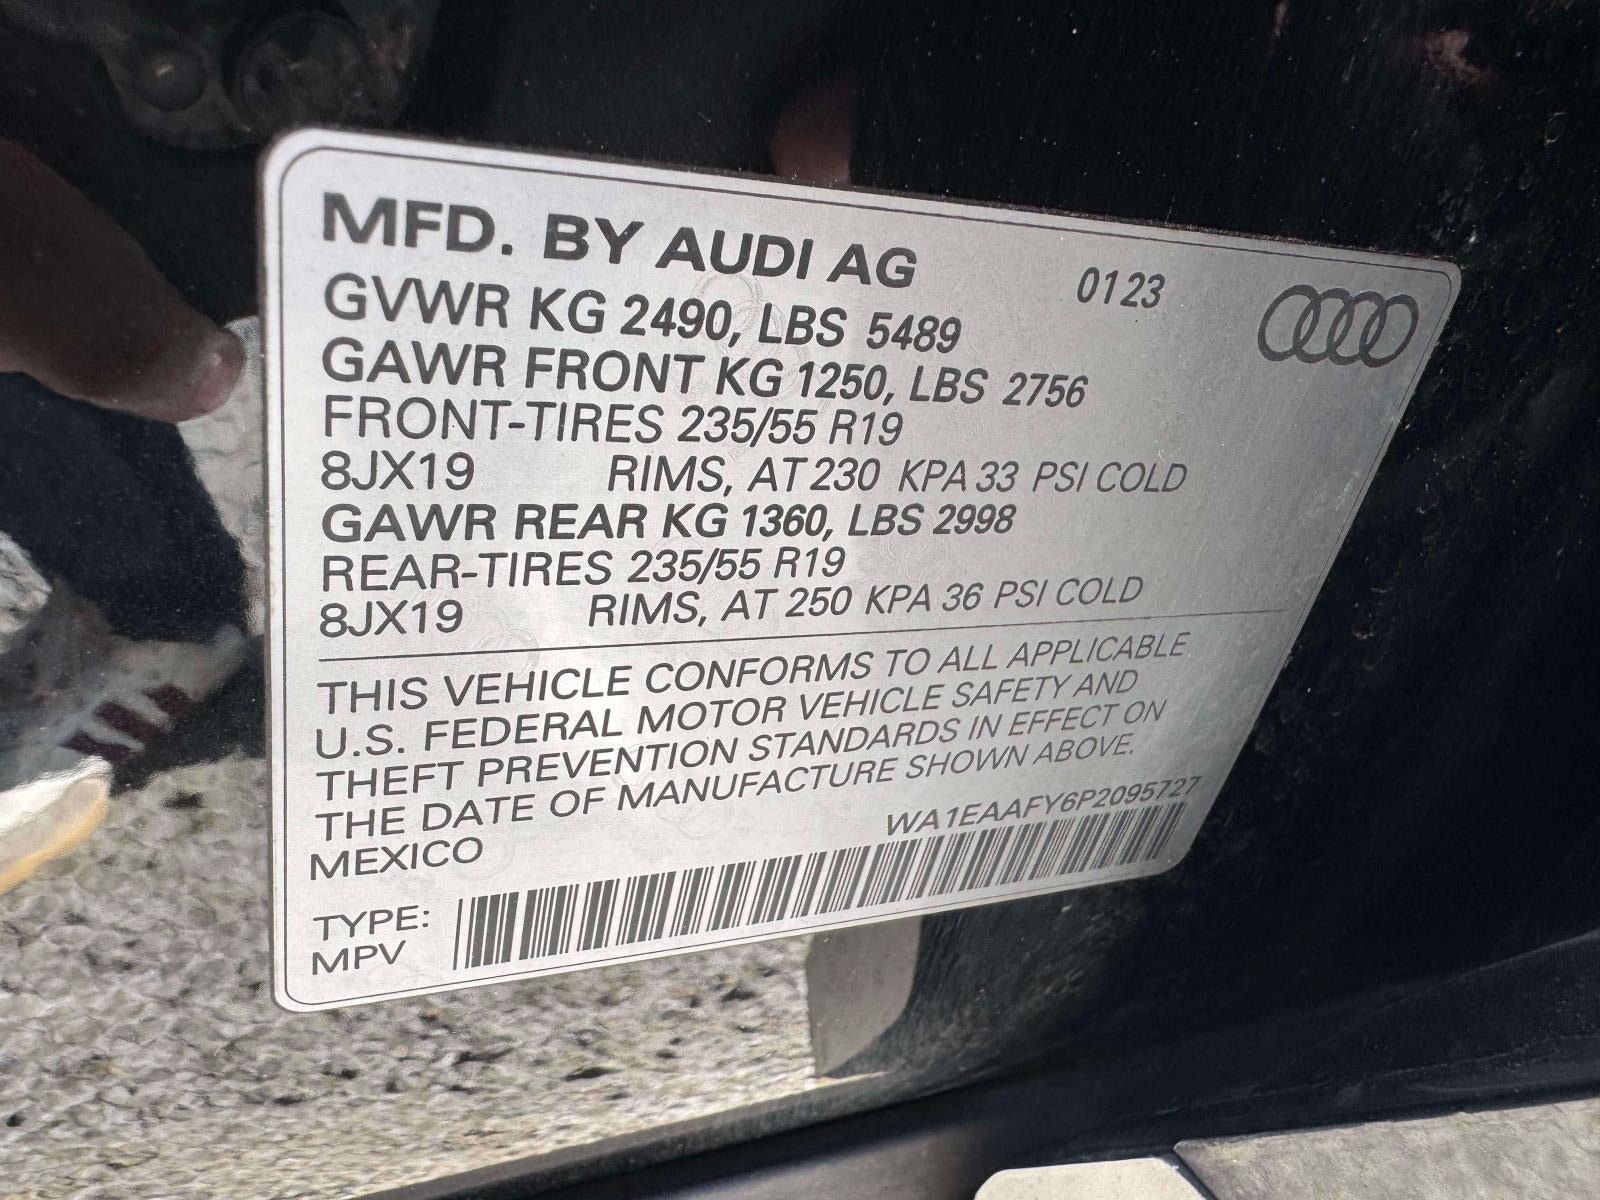 MFD. BY AUDI AG 0123
GVWR KG 2490, LBS 5489
GAWR FRONT KG 1250, LBS 2756
FRONT-TIRES 235/55 R19
8JX19 RIMS, AT 230 KPA 33 PSI COLD
GAWR REAR KG 1360, LBS 2998
REAR-TIRES 235/55 R19
8JX19 RIMS, AT 250 KPA 36 PSI COLD
THIS VEHICLE CONFORMS TO ALL APPLICABLE
U.S. FEDERAL MOTOR VEHICLE SAFETY AND
THEFT PREVENTION STANDARDS IN EFFECT ON
THE DATE OF MANUFACTURE SHOWN ABOVE.
MEXICO WA1EAAFY6P2095727
TYPE:
MPV